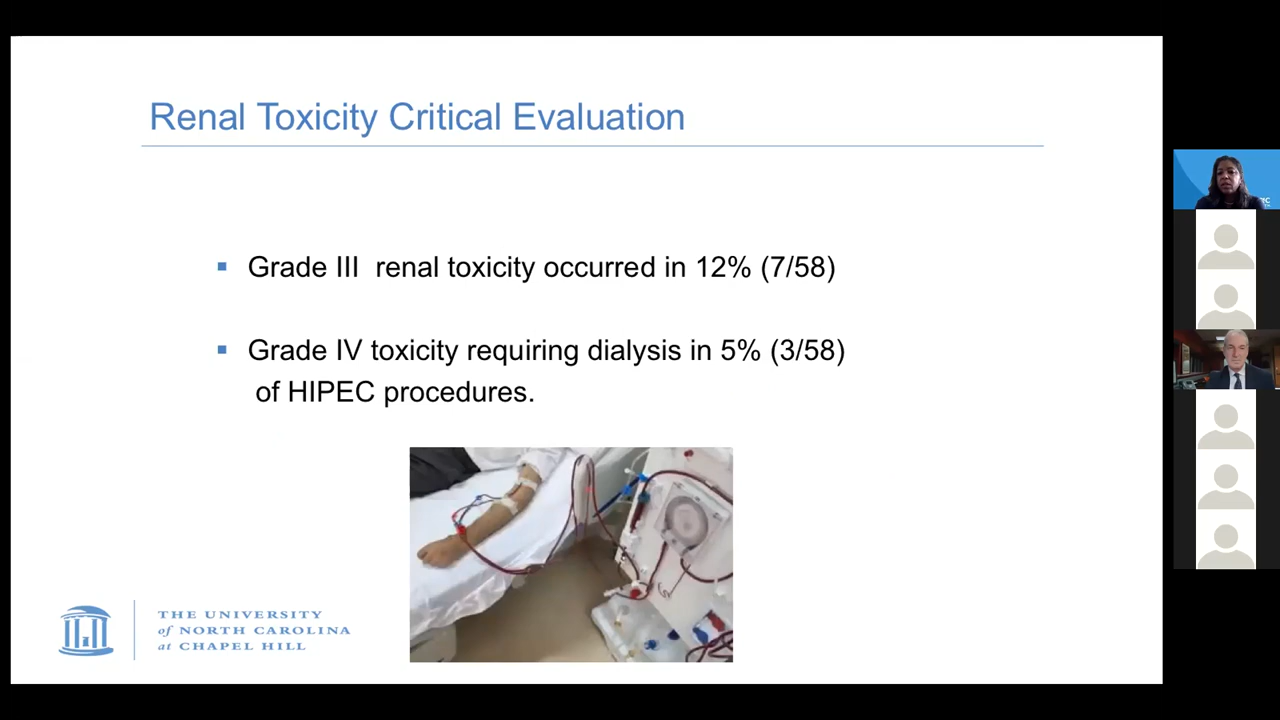 Renal Toxicity Critical Evaluation
▪ Grade III renal toxicity occurred in 12% (7/58)
▪ Grade IV toxicity requiring dialysis in 5% (3/58)
of HIPEC procedures.
THE UNIVERSITY
of NORTH CAROLINA
at CHAPEL HILL